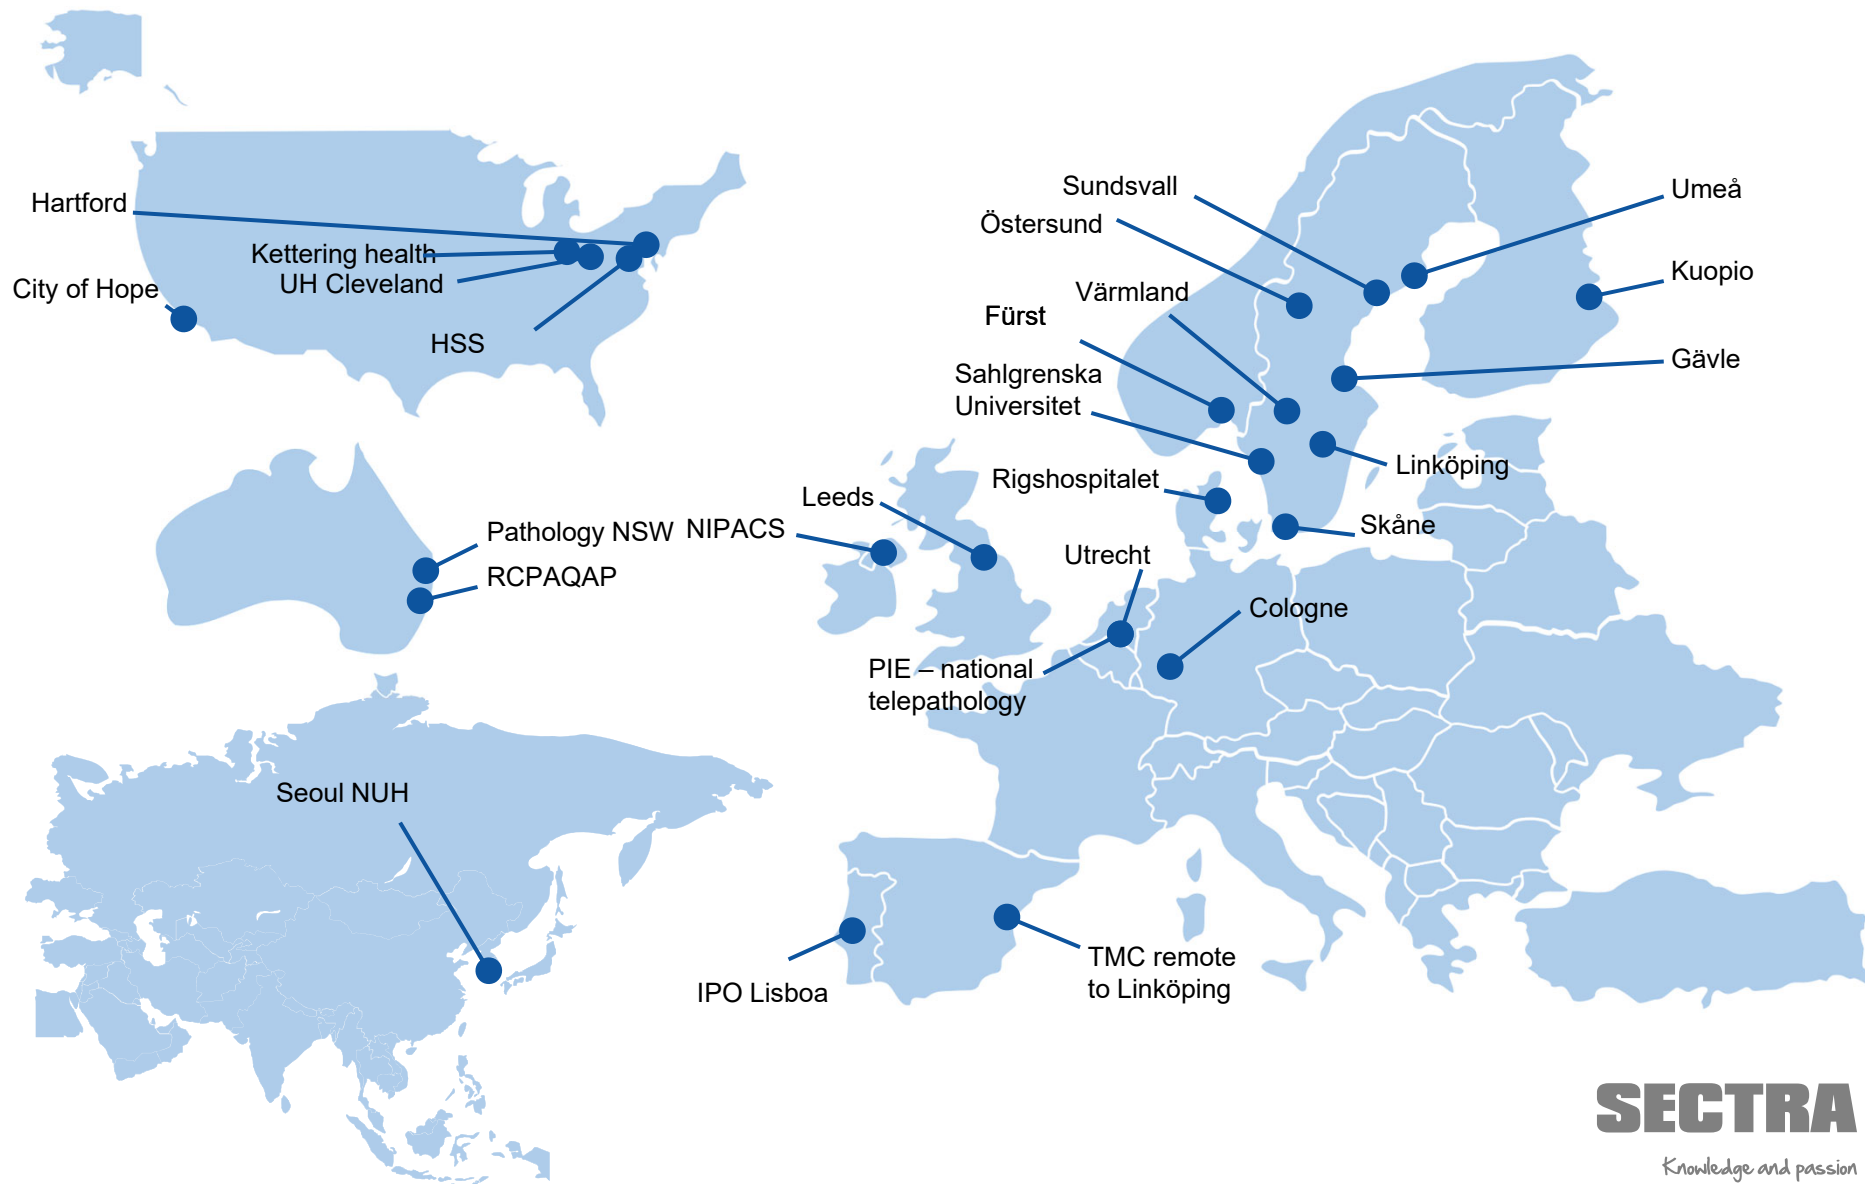 Hartford
Kettering health
UH Cleveland
City of Hope
HSS
Pathology NSW
RCPAQAP
Seoul NUH
Sundsvall
Östersund
Värmland
Fürst
Sahlgrenska
Universitet
Rigshospitalet
Leeds
NIPACS
Utrecht
PIE – national
telepathology
Cologne
Umeå
Kuopio
Gävle
Linköping
Skåne
IPO Lisboa
TMC remote
to Linköping
SECTRA
Knowledge and passion